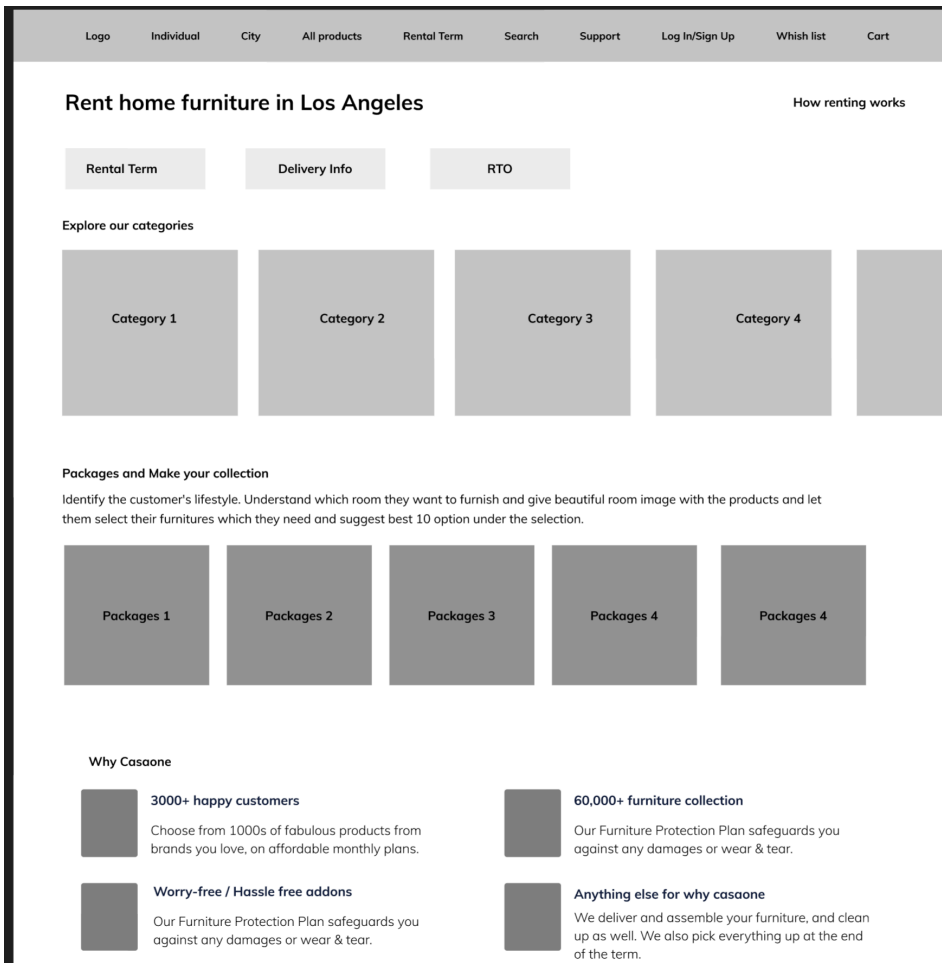 Logo Individual City All products Rental Term Search Support Log In/Sign Up Whish list Cart
Rent home furniture in Los Angeles
How renting works
Rental Term Delivery Info RTO
Explore our categories
Category 1 Category 2 Category 3 Category 4
Packages and Make your collection
Identify the customer's lifestyle. Understand which room they want to furnish and give beautiful room image with the products and let
them select their furnitures which they need and suggest best 10 option under the selection.
Packages 1 Packages 2 Packages 3 Packages 4 Packages 4
Why Casaone
3000+ happy customers
Choose from 1000s of fabulous products from
brands you love, on affordable monthly plans.
60,000+ furniture collection
Our Furniture Protection Plan safeguards you
against any damages or wear & tear.
Worry-free / Hassle free addons
Our Furniture Protection Plan safeguards you
against any damages or wear & tear.
Anything else for why casaone
We deliver and assemble your furniture, and clean
up as well. We also pick everything up at the end
of the term.